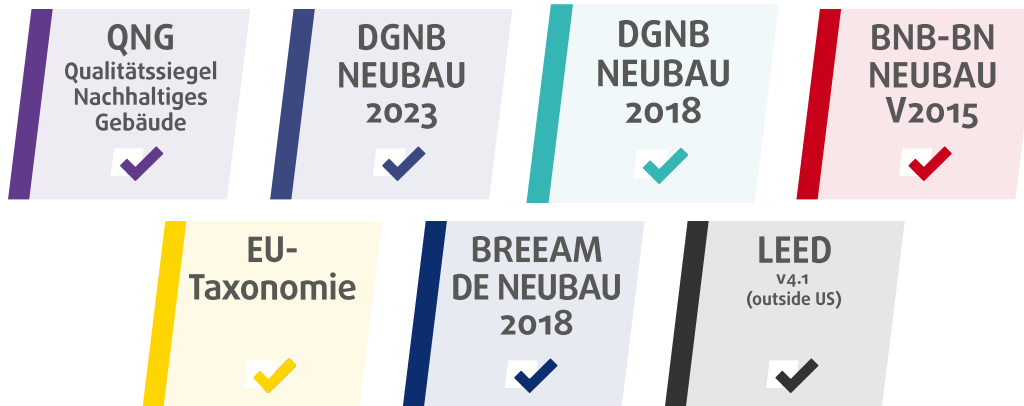 QNG
Qualitätssiegel
Nachhaltiges
Gebäude
DGNB
NEUBAU
2023
DGNB
NEUBAU
2018
BNB-BN
NEUBAU
V2015
EU-
Taxonomie
BREEAM
DE NEUBAU
2018
LEED
v4.1
(outside US)